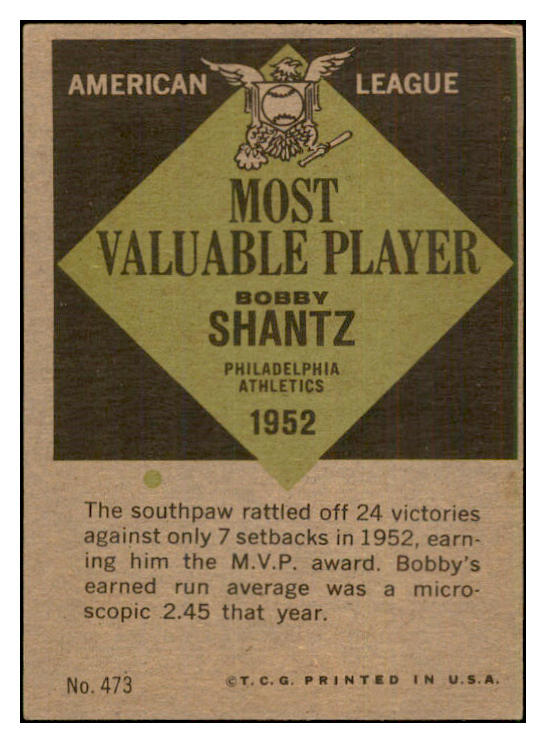 AMERICAN LEAGUE
MOST
VALUABLE PLAYER
BOBBY
SHANTZ
PHILADELPHIA
ATHLETICS
1952
The southpaw rattled off 24 victories
against only 7 setbacks in 1952, earn-
ing him the M.V.P. award. Bobby's
earned run average was a micro-
scopic 2.45 that year.
No. 473
©T.C.G. PRINTED IN U.S.A.